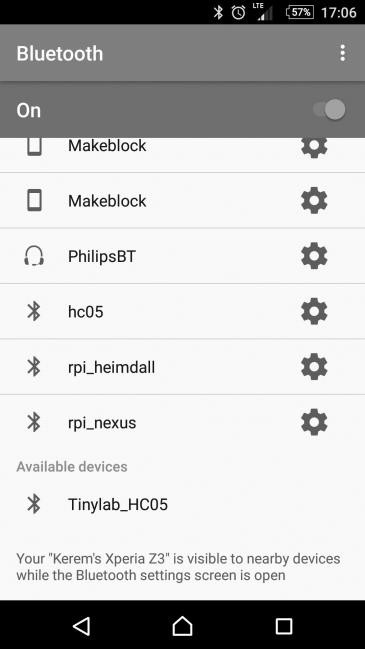 LTE
57% 17:06
Bluetooth
On
Makeblock
Makeblock
PhilipsBT
hc05
rpi_heimdall
rpi_nexus
Available devices
Tinylab_HC05
Your "Kerem's Xperia Z3" is visible to nearby devices
while the Bluetooth settings screen is open